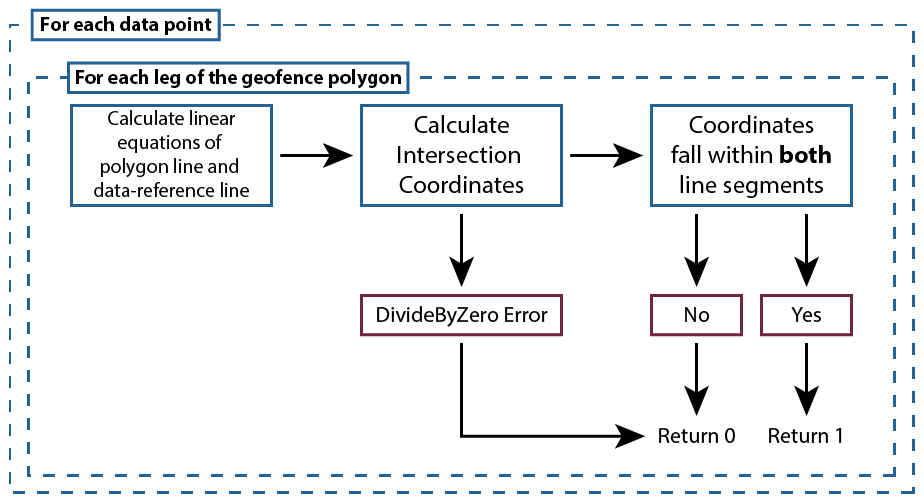 For each data point
For each leg of the geofence polygon
Calculate linear
equations of
polygon line and
data-reference line
Calculate
Intersection
Coordinates
Coordinates
fall within both
line segments
DivideByZero Error
No
Yes
Return 0
Return 1